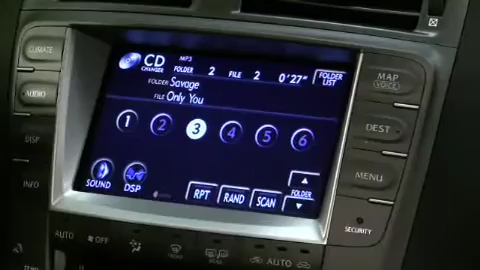 CLIMATE
AUDIO
DISP
INFO
CD
CHANGER
MP3
FOLDER 2 FILE 2 0'27"
FOLDER LIST
FOLDER Savage
FILE Only You
1 2 3 4 5 6
SOUND
DSP
RPT
RAND
SCAN
FOLDER
MAP
VOICE
DEST
MENU
SECURITY
AUTO
OFF
AUTO